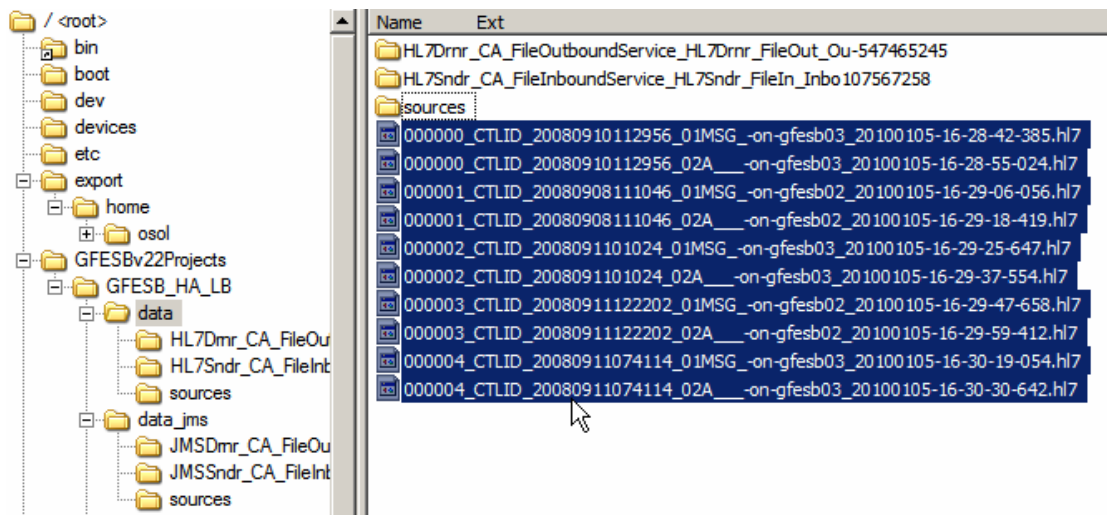 / <root>
bin
boot
dev
devices
etc
export
home
osol
GFESBv22Projects
GFESB_HA_LB
data
HL7Drnr_CA_FileOu
HL7Sndr_CA_FileInb
sources
data_jms
JMSDrnr_CA_FileOu
JMSSndr_CA_FileInb
sources
Name Ext
HL7Drnr_CA_FileOutboundService_HL7Drnr_FileOut_Ou-547465245
HL7Sndr_CA_FileInboundService_HL7Sndr_FileIn_Inbo107567258
sources
000000_CTLID_20080910112956_01MSG_-on-gfesb03_20100105-16-28-42-385.hl7
000000_CTLID_20080910112956_02A___-on-gfesb03_20100105-16-28-55-024.hl7
000001_CTLID_20080908111046_01MSG_-on-gfesb02_20100105-16-29-06-056.hl7
000001_CTLID_20080908111046_02A___-on-gfesb02_20100105-16-29-18-419.hl7
000002_CTLID_20080911101024_01MSG_-on-gfesb03_20100105-16-29-25-647.hl7
000002_CTLID_20080911101024_02A___-on-gfesb03_20100105-16-29-37-554.hl7
000003_CTLID_20080911122202_01MSG_-on-gfesb02_20100105-16-29-47-658.hl7
000003_CTLID_20080911122202_02A___-on-gfesb02_20100105-16-29-59-412.hl7
000004_CTLID_20080911074114_01MSG_-on-gfesb03_20100105-16-30-19-054.hl7
000004_CTLID_20080911074114_02A___-on-gfesb03_20100105-16-30-30-642.hl7